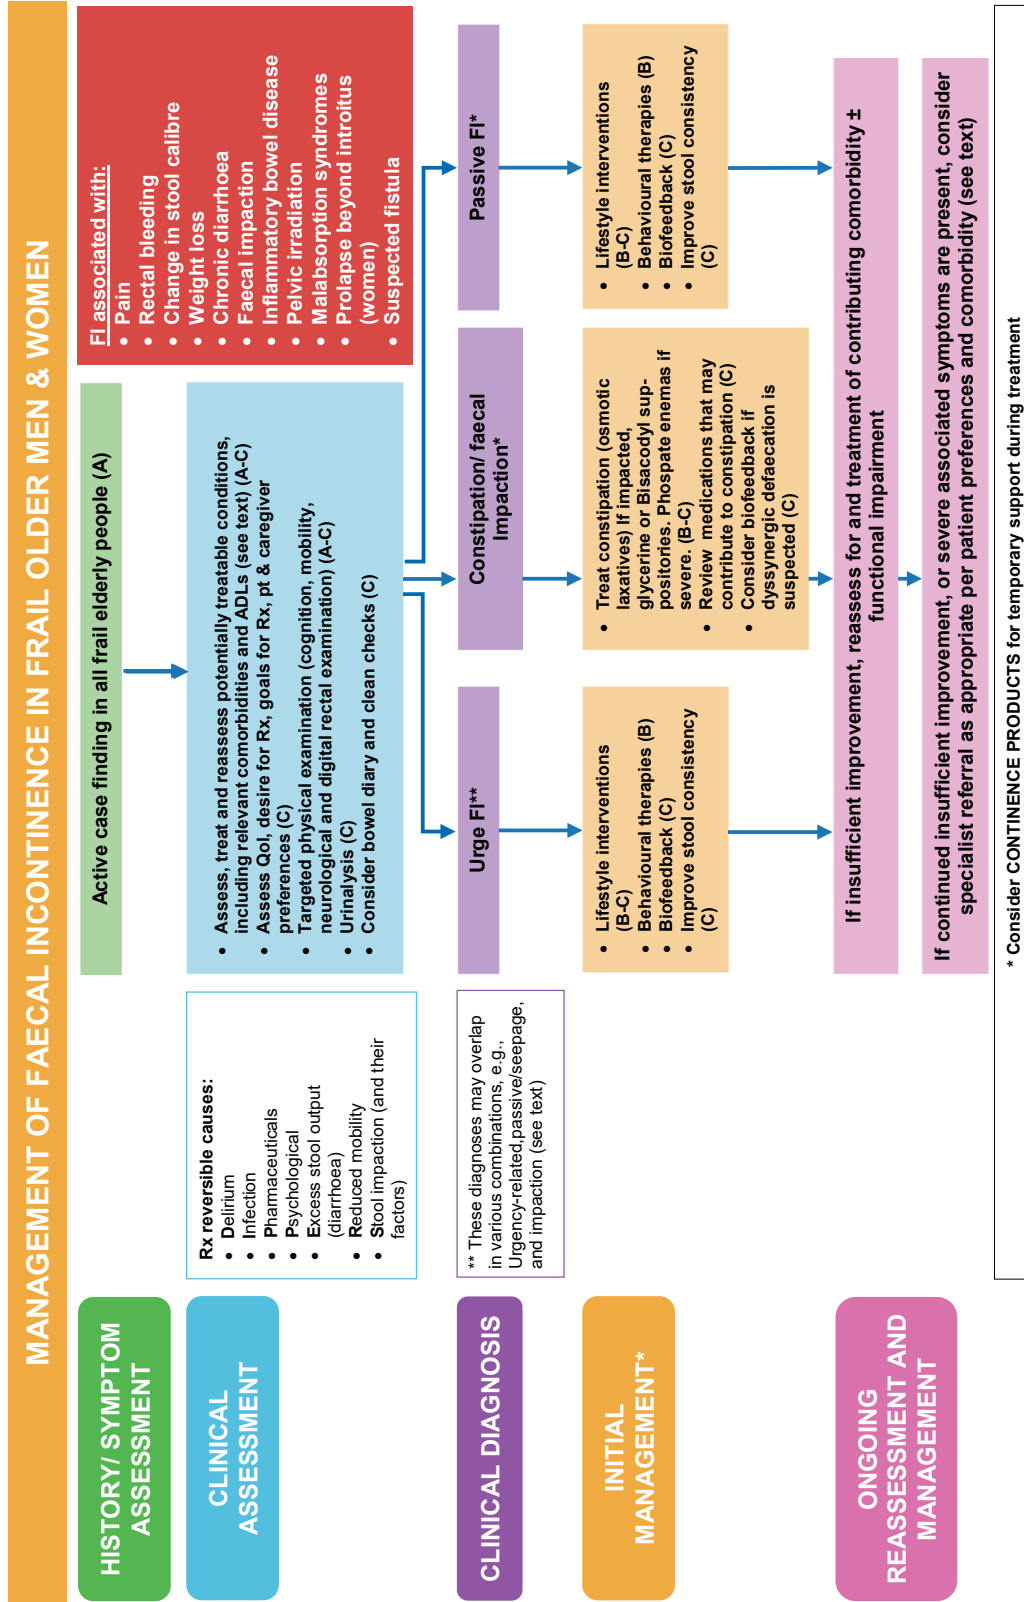 MANAGEMENT OF FAECAL INCONTINENCE IN FRAIL OLDER MEN & WOMEN
HISTORY/ SYMPTOM
ASSESSMENT
Active case finding in all frail elderly people (A)
FI associated with:
• Pain
• Rectal bleeding
• Change in stool calibre
• Weight loss
• Chronic diarrhoea
• Faecal impaction
• Inflammatory bowel disease
• Pelvic irradiation
• Malabsorption syndromes
• Prolapse beyond introitus
(women)
• Suspected fistula
CLINICAL
ASSESSMENT
Rx reversible causes:
• Delirium
• Infection
• Pharmaceuticals
• Psychological
• Excess stool output
(diarrhoea)
• Reduced mobility
• Stool impaction (and their
factors)
• Assess, treat and reassess potentially treatable conditions,
including relevant comorbidities and ADLs (see text) (A-C)
• Assess Qol, desire for Rx, goals for Rx, pt & caregiver
preferences (C)
• Targeted physical examination (cognition, mobility,
neurological and digital rectal examination) (A-C)
• Urinalysis (C)
• Consider bowel diary and clean checks (C)
CLINICAL DIAGNOSIS
** These diagnoses may overlap
in various combinations, e.g.,
Urgency-related,passive/seepage,
and impaction (see text)
Urge FI**
Constipation/ faecal
Impaction*
Passive FI*
INITIAL
MANAGEMENT*
• Lifestyle interventions
(B-C)
• Behavioural therapies (B)
• Biofeedback (C)
• Improve stool consistency
(C)
• Treat constipation (osmotic
laxatives) If impacted,
glycerine or Bisacodyl sup-
positories. Phospate enemas if
severe. (B-C)
• Review medications that may
contribute to constipation (C)
• Consider biofeedback if
dyssynergic defaecation is
suspected (C)
• Lifestyle interventions
(B-C)
• Behavioural therapies (B)
• Biofeedback (C)
• Improve stool consistency
(C)
ONGOING
REASSESSMENT AND
MANAGEMENT
If insufficient improvement, reassess for and treatment of contributing comorbidity ±
functional impairment
If continued insufficient improvement, or severe associated symptoms are present, consider
specialist referral as appropriate per patient preferences and comorbidity (see text)
* Consider CONTINENCE PRODUCTS for temporary support during treatment